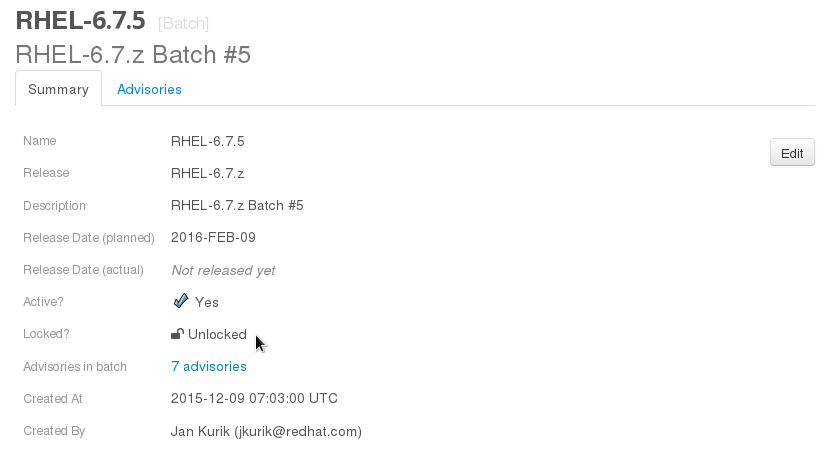 RHEL-6.7.5 [Batch]
RHEL-6.7.z Batch #5
Summary Advisories
Name RHEL-6.7.5
Edit
Release RHEL-6.7.z
Description RHEL-6.7.z Batch #5
Release Date (planned) 2016-FEB-09
Release Date (actual) Not released yet
Active? Yes
Locked? Unlocked
Advisories in batch 7 advisories
Created At 2015-12-09 07:03:00 UTC
Created By Jan Kurik (jkurik@redhat.com)